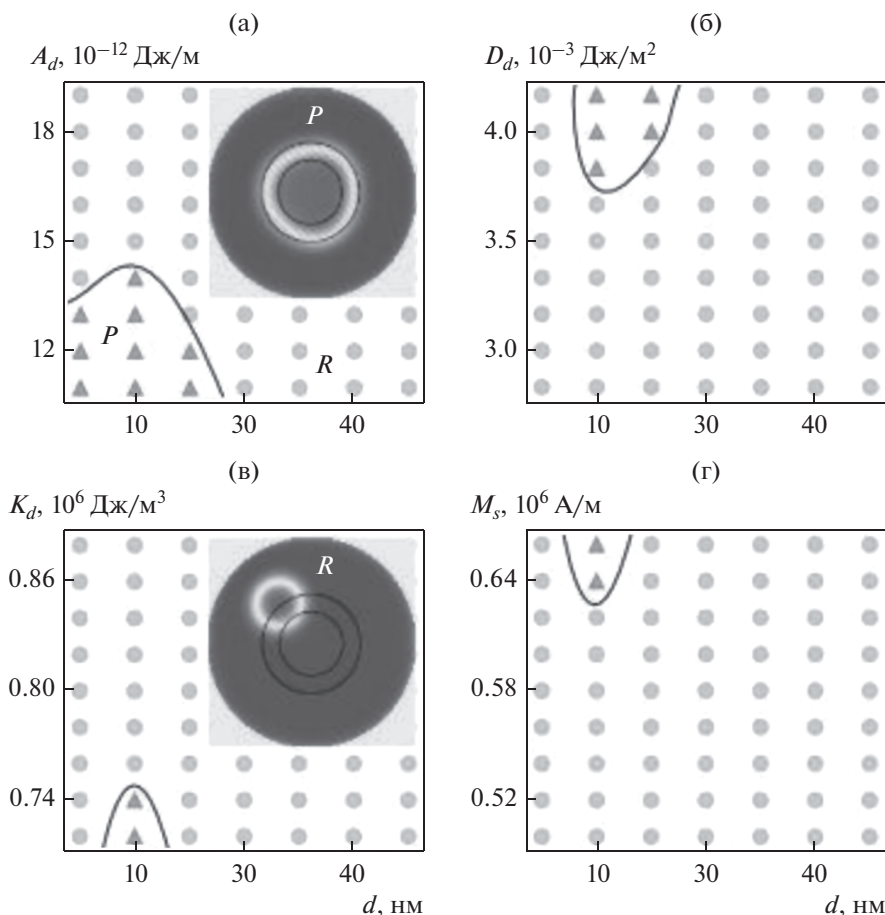 (а)
A_d, 10^−12 Дж/м
18
15
12
P
P
R
10 30 40
(б)
D_d, 10^−3 Дж/м^2
4.0
3.5
3.0
10 30 40
(в)
K_d, 10^6 Дж/м^3
0.86
0.80
0.74
R
10 30 40
d, нм
(г)
M_s, 10^6 А/м
0.64
0.58
0.52
10 30 40
d, нм